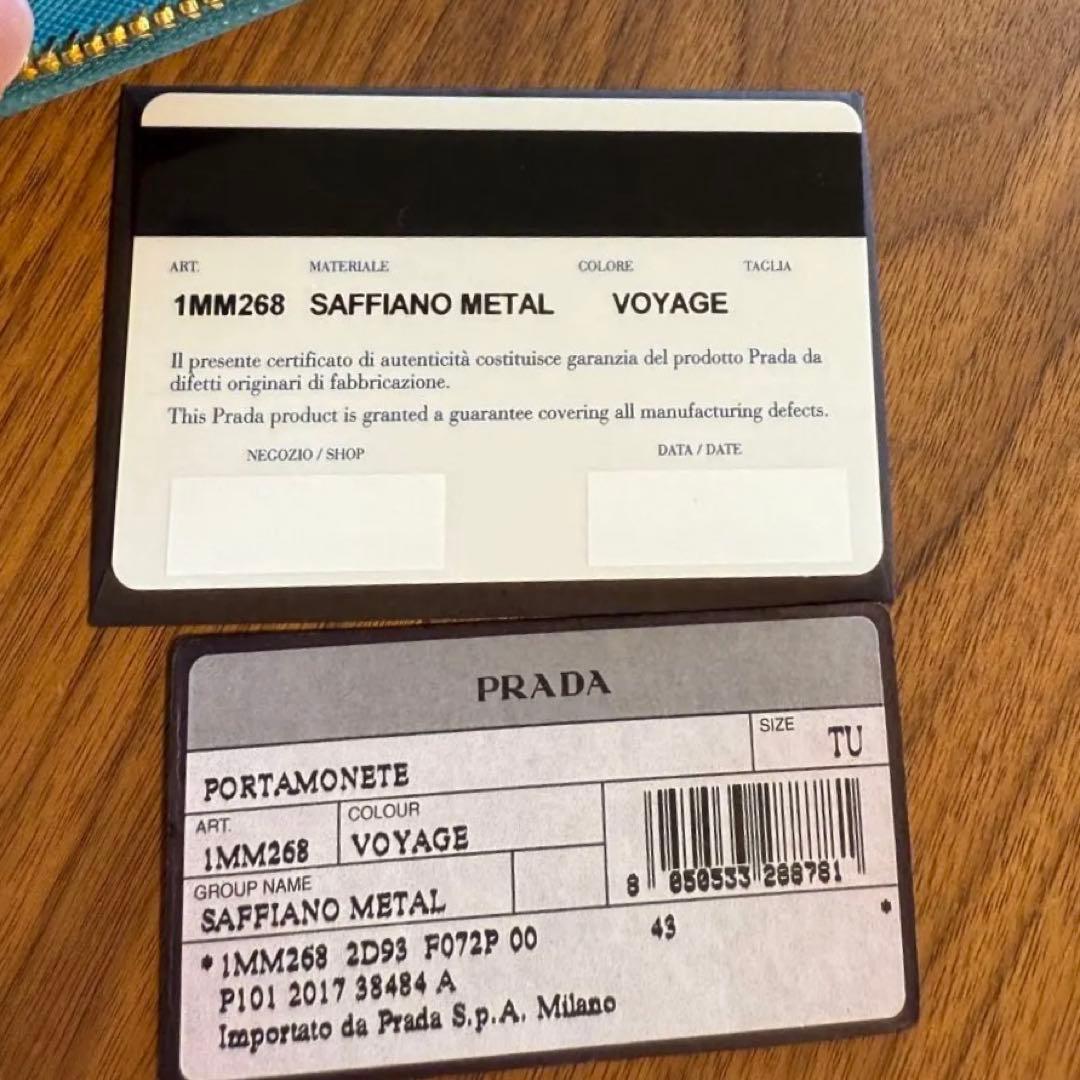 ART. MATERIALE COLORE TAGLIA
1MM268 SAFFIANO METAL VOYAGE
Il presente certificato di autenticità costituisce garanzia del prodotto Prada da
difetti originari di fabbricazione.
This Prada product is granted a guarantee covering all manufacturing defects.
NEGOZIO / SHOP DATA / DATE
PRADA
SIZE TU
PORTAMONETE
ART. COLOUR
1MM268 VOYAGE
8 850533 288781
GROUP NAME
SAFFIANO METAL
*1MM268 2D93 F072P 00 43 *
P101 2017 38484 A
Importato da Prada S.p.A. Milano